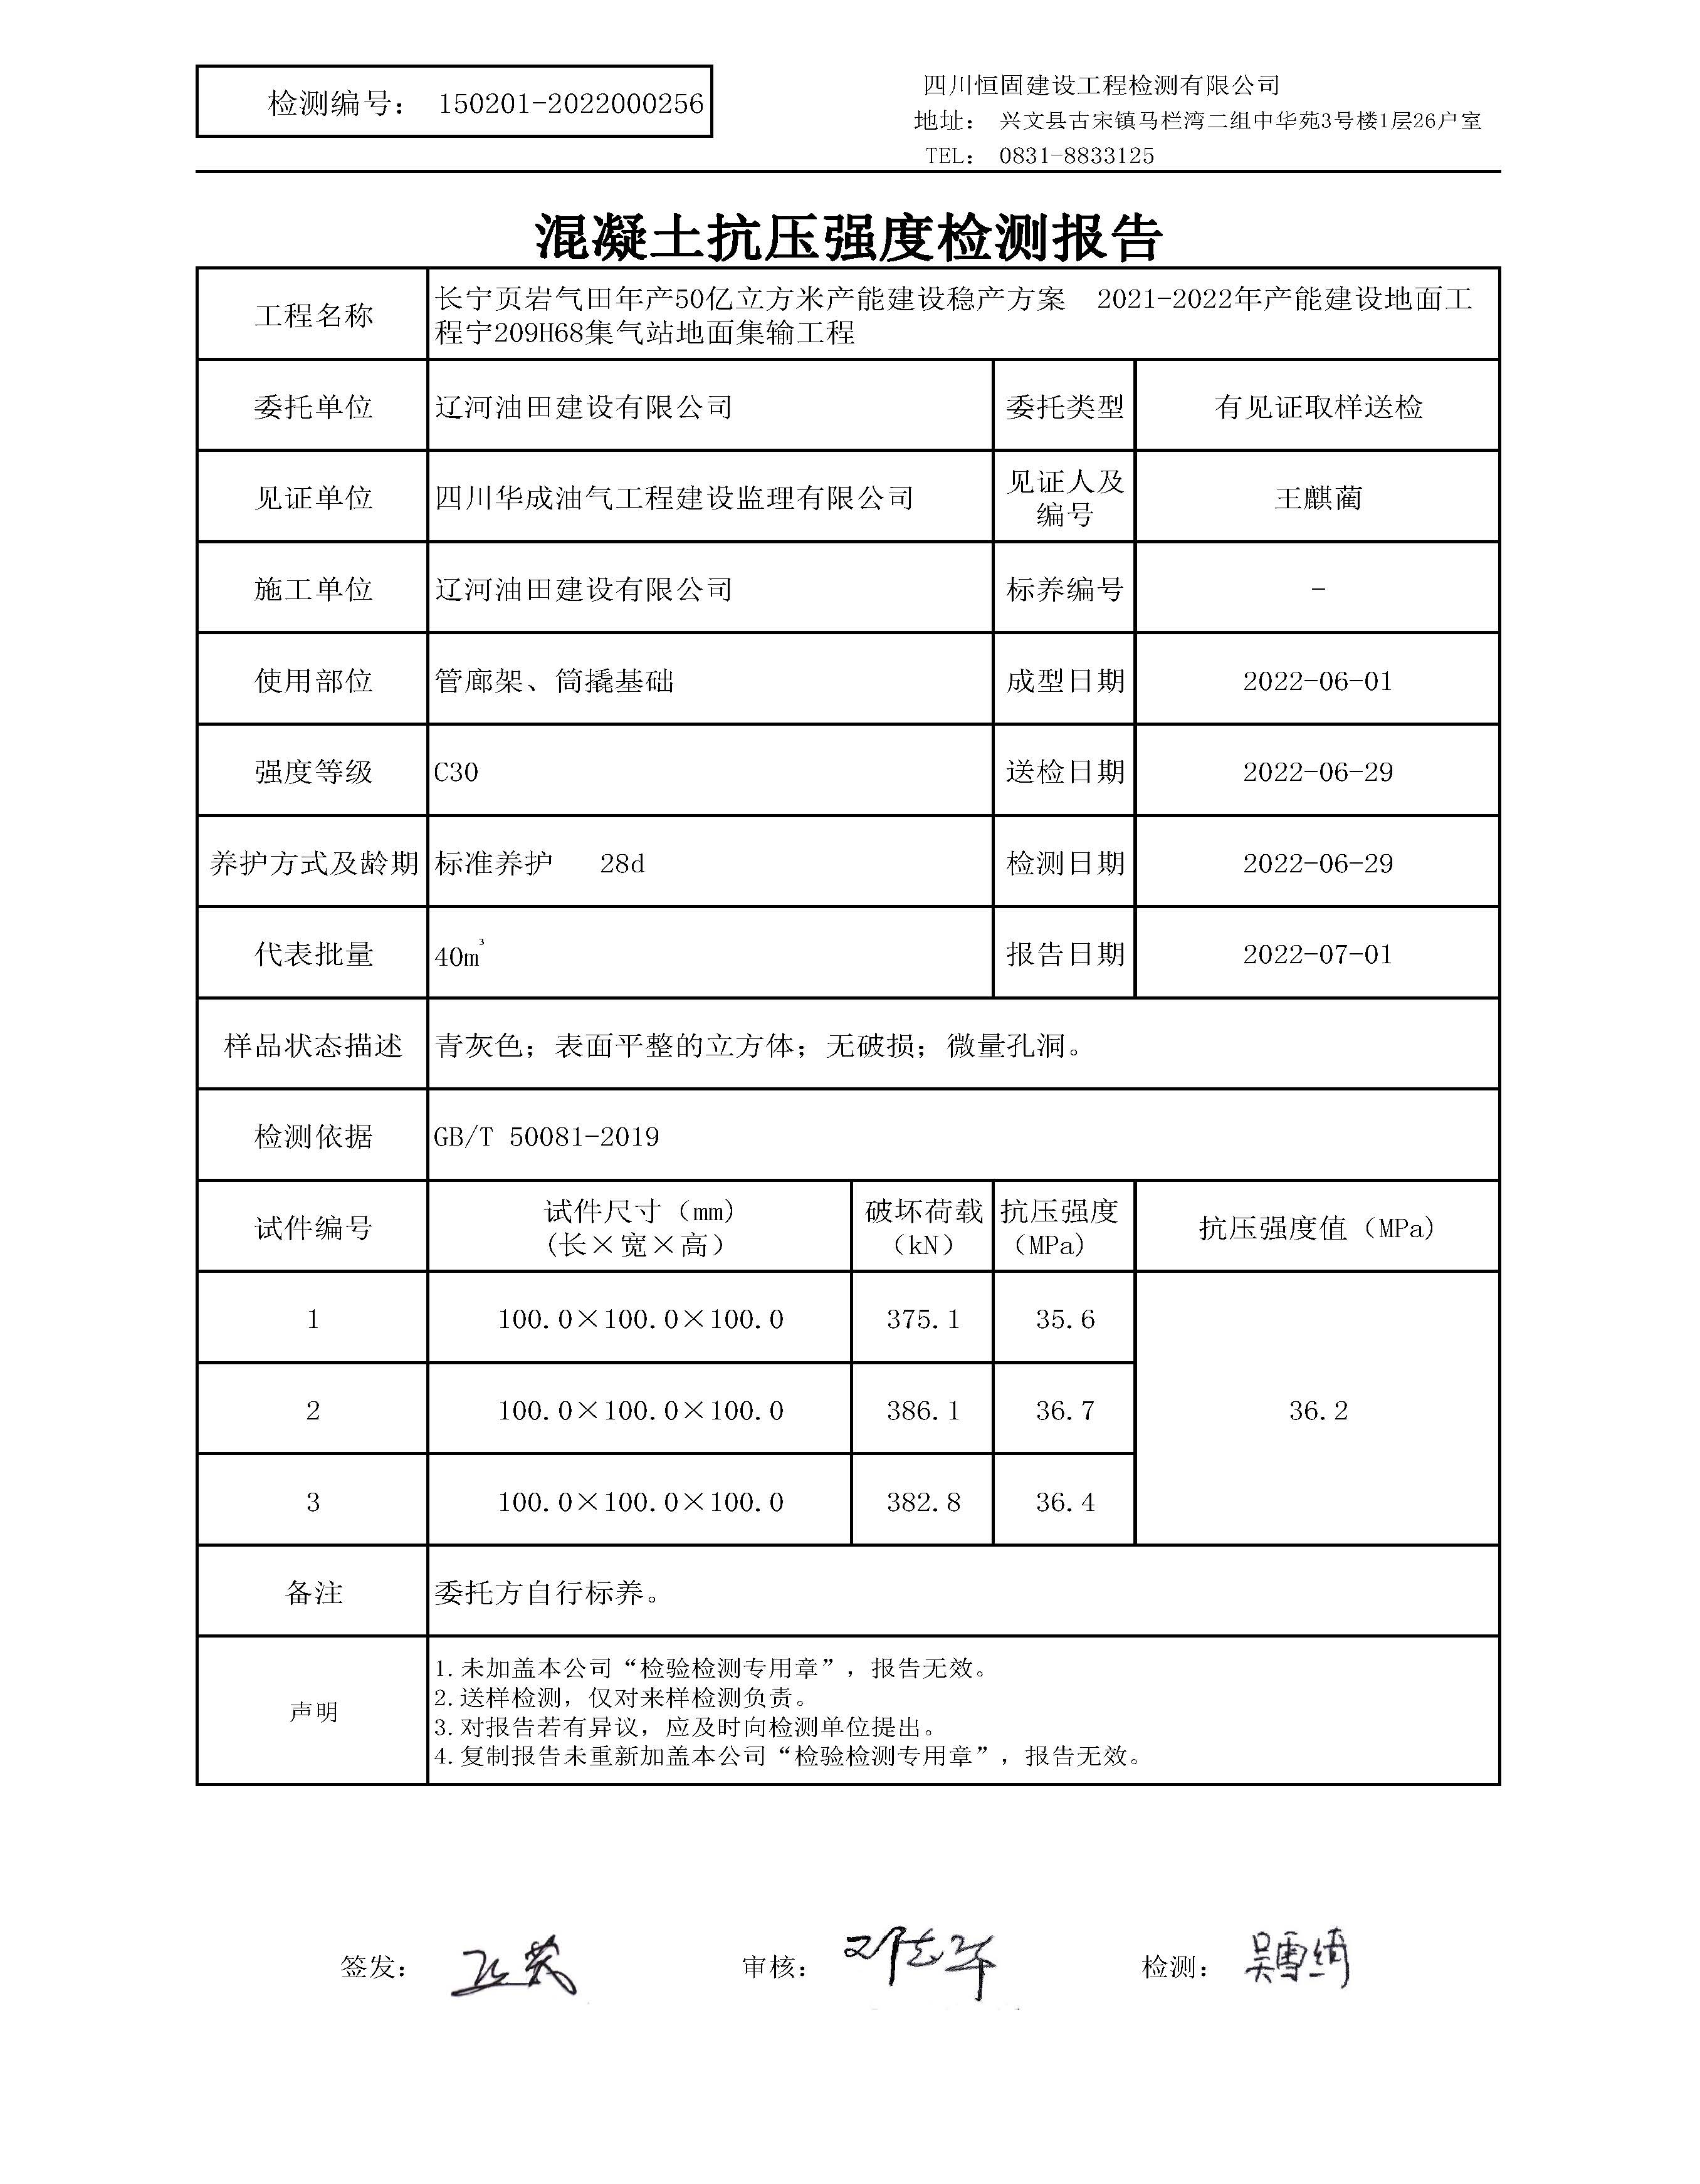 检测编号： 150201-2022000256
四川恒固建设工程检测有限公司
地址： 兴文县古宋镇马栏湾二组中华苑3号楼1层26户室
TEL： 0831-8833125
混凝土抗压强度检测报告
工程名称
长宁页岩气田年产50亿立方米产能建设稳产方案 2021-2022年产能建设地面工
程宁209H68集气站地面集输工程
委托单位 辽河油田建设有限公司 委托类型 有见证取样送检
见证单位 四川华成油气工程建设监理有限公司 见证人及
编号 王麒蔺
施工单位 辽河油田建设有限公司 标养编号 -
使用部位 管廊架、筒撬基础 成型日期 2022-06-01
强度等级 C30 送检日期 2022-06-29
养护方式及龄期 标准养护 28d 检测日期 2022-06-29
代表批量 40m³ 报告日期 2022-07-01
样品状态描述 青灰色；表面平整的立方体；无破损；微量孔洞。
检测依据 GB/T 50081-2019
试件编号
试件尺寸（mm）
（长×宽×高）
破坏荷载
（kN）
抗压强度
（MPa）
抗压强度值（MPa）
1 100.0×100.0×100.0 375.1 35.6
2 100.0×100.0×100.0 386.1 36.7 36.2
3 100.0×100.0×100.0 382.8 36.4
备注 委托方自行标养。
声明
1.未加盖本公司“检验检测专用章”，报告无效。
2.送样检测，仅对来样检测负责。
3.对报告若有异议，应及时向检测单位提出。
4.复制报告未重新加盖本公司“检验检测专用章”，报告无效。
签发： 审核： 检测： 吴雪绮